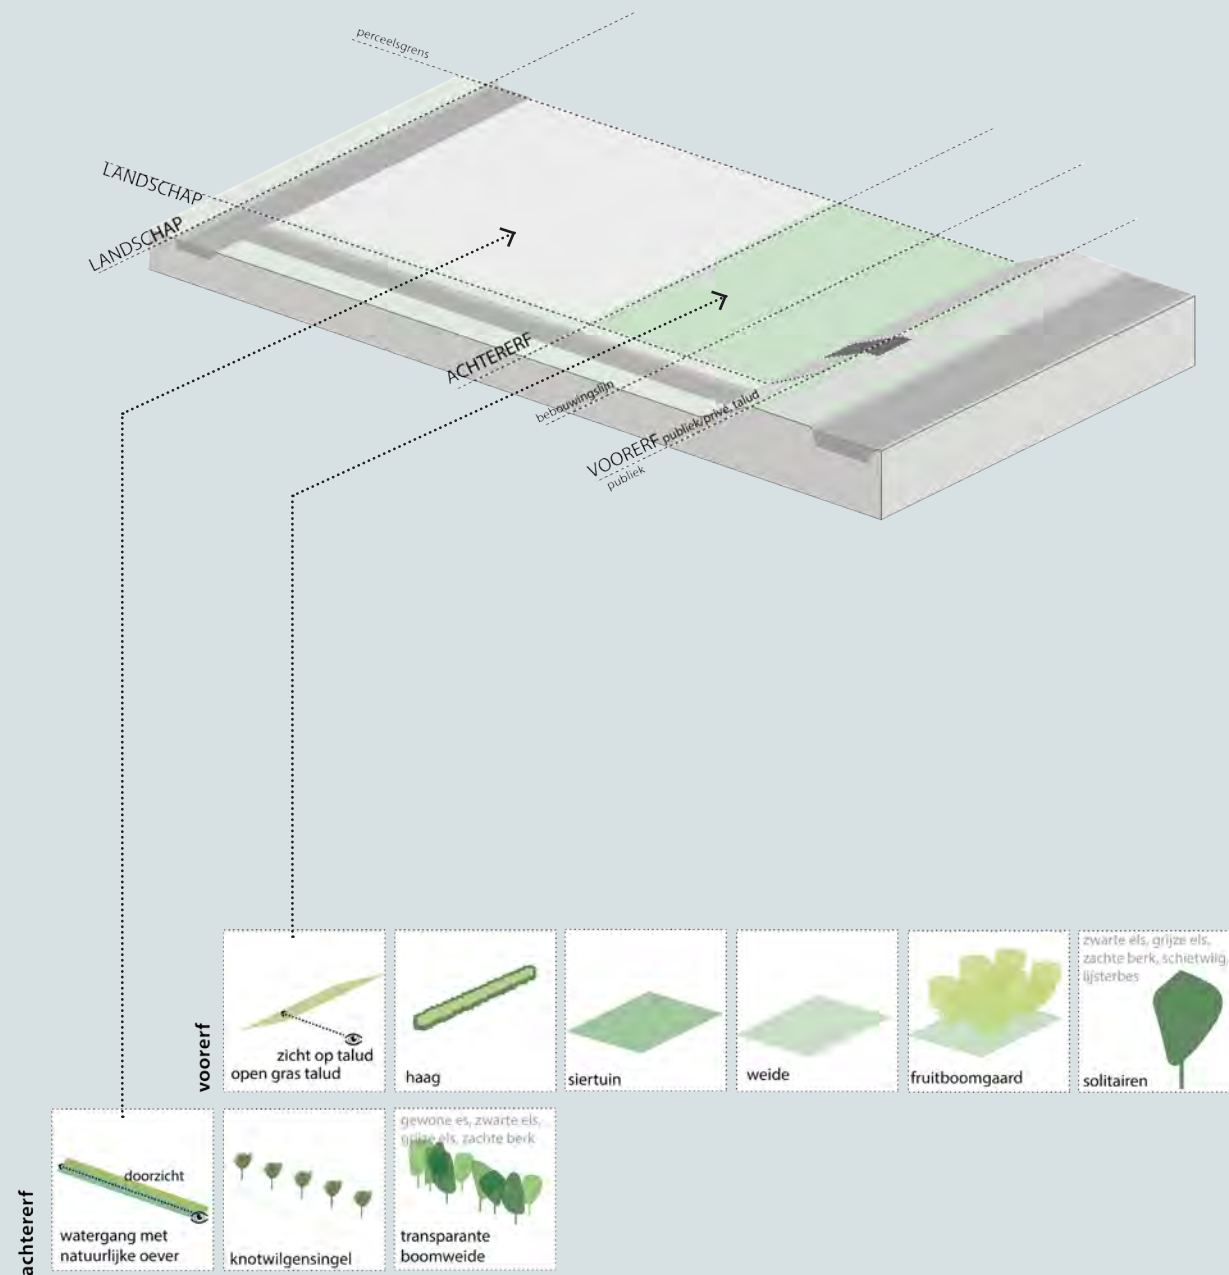 perceelsgrens
LANDSCHAP
LANDSCHAP
ACHTERERF
bebouwingslijn
VOORERF publiek/privé talud
publiek
voorerf
zicht op talud
open gras talud
haag
siertuin
weide
fruitboomgaard
zwarte els, grijze els,
zachte berk, schietwilg,
lijsterbes
solitairen
achtererf
doorzicht
watergang met
natuurlijke oever
knotwilgensingel
gewone es, zwarte els,
grijze els, zachte berk
transparante
boomweide